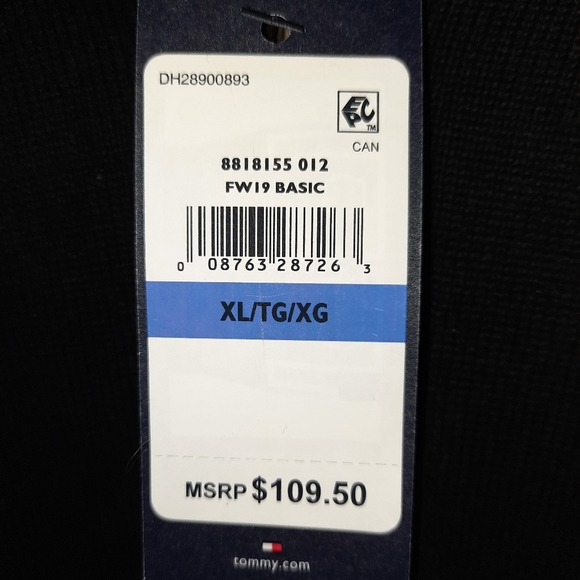 DH28900893
EPC TM
CAN
8818155 012
FW19 BASIC
0 08763 28726 3
XL/TG/XG
MSRP $109.50
tommy.com